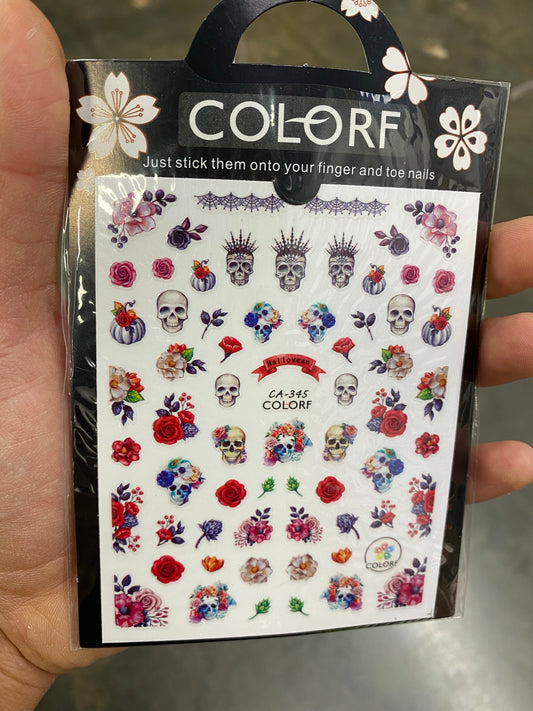 COLORF
Just stick them onto your finger and toe nails
Halloween
CA-345
COLORF
COLORF